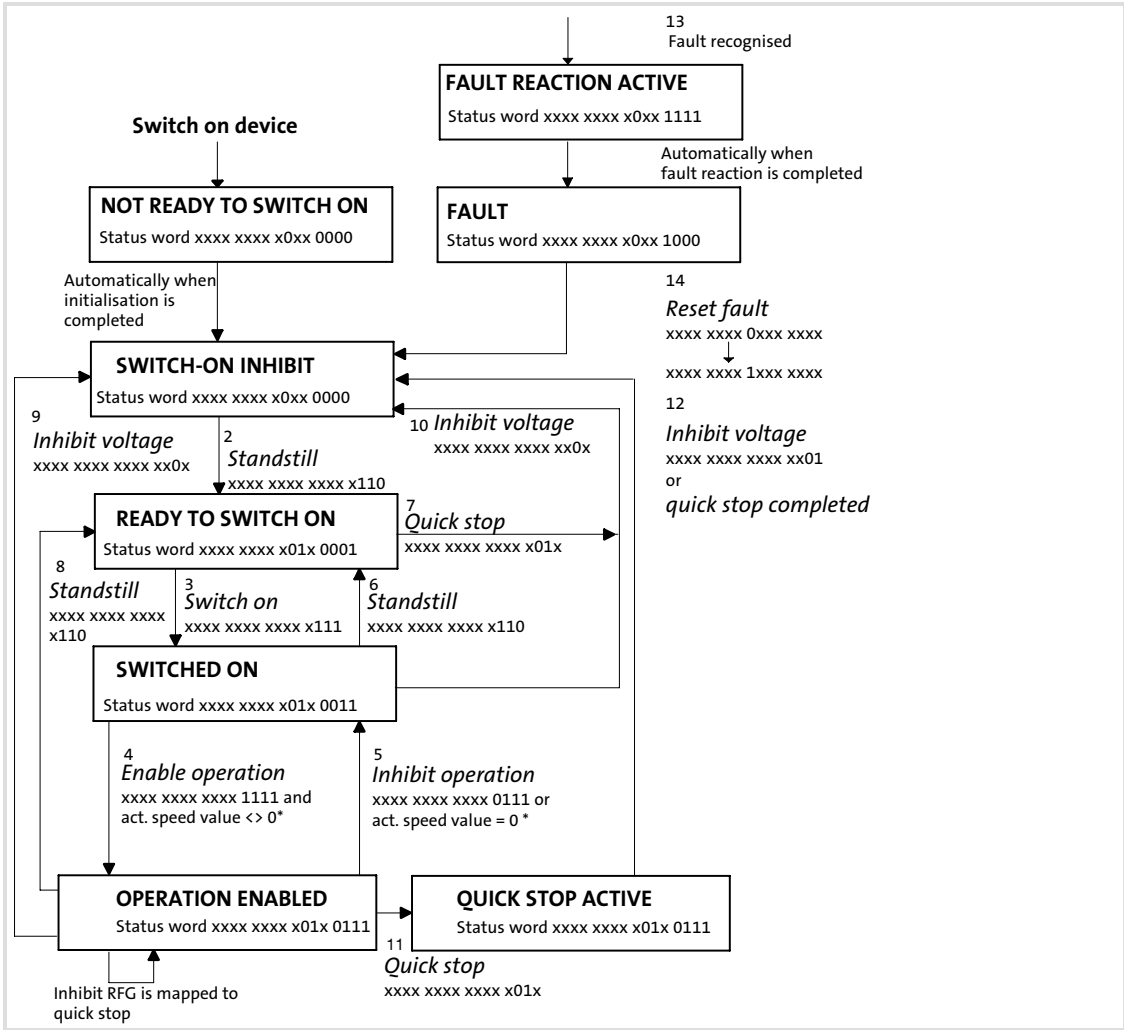 13
Fault recognised
FAULT REACTION ACTIVE
Status word xxxx xxxx x0xx 1111
Switch on device
Automatically when
fault reaction is completed
NOT READY TO SWITCH ON
Status word xxxx xxxx x0xx 0000
FAULT
Status word xxxx xxxx x0xx 1000
Automatically when
initialisation is
completed
14
Reset fault
xxxx xxxx 0xxx xxxx
xxxx xxxx 1xxx xxxx
SWITCH-ON INHIBIT
Status word xxxx xxxx x0xx 0000
12
Inhibit voltage
xxxx xxxx xxxx xx01
or
quick stop completed
9
Inhibit voltage
xxxx xxxx xxxx xx0x
2
Standstill
xxxx xxxx xxxx x110
10 Inhibit voltage
xxxx xxxx xxxx xx0x
READY TO SWITCH ON
Status word xxxx xxxx x01x 0001
7
Quick stop
xxxx xxxx xxxx x01x
8
Standstill
xxxx xxxx xxxx
x110
3
Switch on
xxxx xxxx xxxx x111
6
Standstill
xxxx xxxx xxxx x110
SWITCHED ON
Status word xxxx xxxx x01x 0011
4
Enable operation
xxxx xxxx xxxx 1111 and
act. speed value <> 0*
5
Inhibit operation
xxxx xxxx xxxx 0111 or
act. speed value = 0 *
OPERATION ENABLED
Status word xxxx xxxx x01x 0111
QUICK STOP ACTIVE
Status word xxxx xxxx x01x 0111
11
Quick stop
xxxx xxxx xxxx x01x
Inhibit RFG is mapped to
quick stop